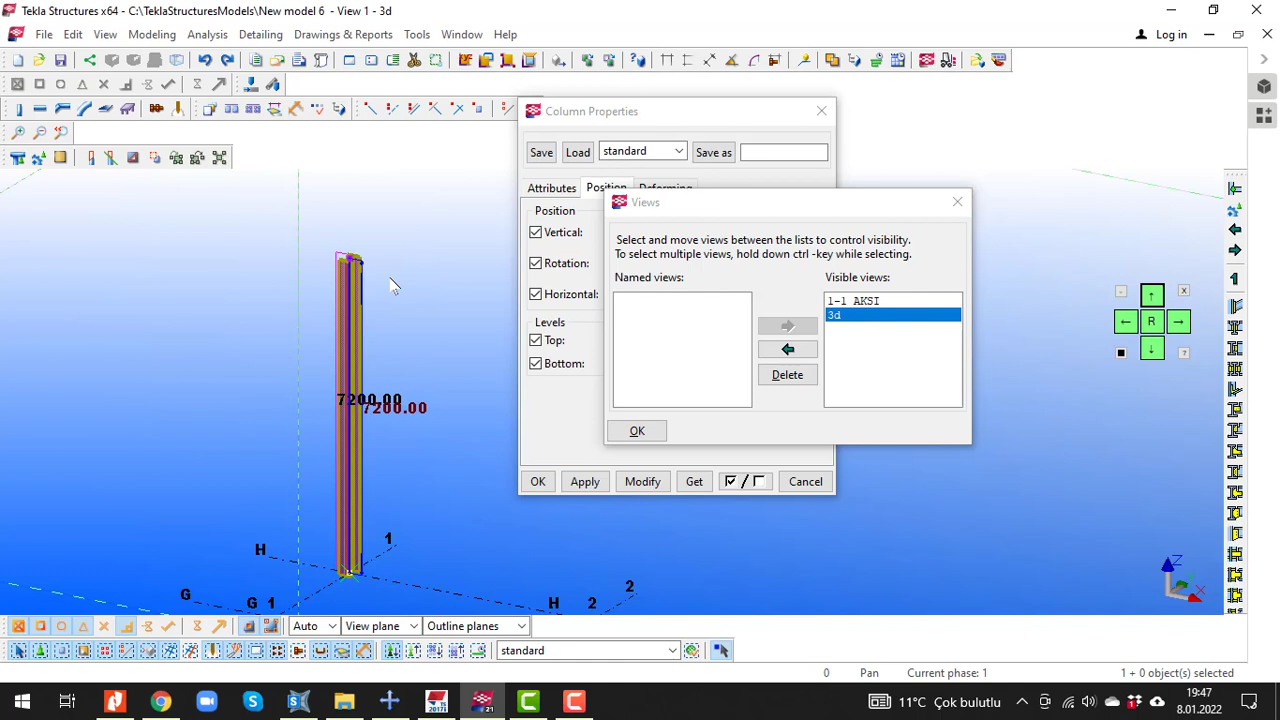 Tekla Structures x64 - C:\TeklaStructuresModels\New model 6 - View 1 - 3d
File Edit View Modeling Analysis Detailing Drawings & Reports Tools Window Help
Log in
Column Properties
Save Load standard Save as
Attributes Position Deforming
Position
Vertical:
Rotation:
Horizontal:
Levels
Top:
Bottom:
OK Apply Modify Get / Cancel
Views
Select and move views between the lists to control visibility.
To select multiple views, hold down ctrl -key while selecting.
Named views: Visible views:
1-1 AKSI
3d
Delete
OK
7200.00
7200.00
H 1
G G 1 H 2 2
x
R
?
Z
X
Auto View plane Outline planes
standard
0 Pan Current phase: 1 1 + 0 object(s) selected
11°C Çok bulutlu
19:47
8.01.2022
TS
2017i
21